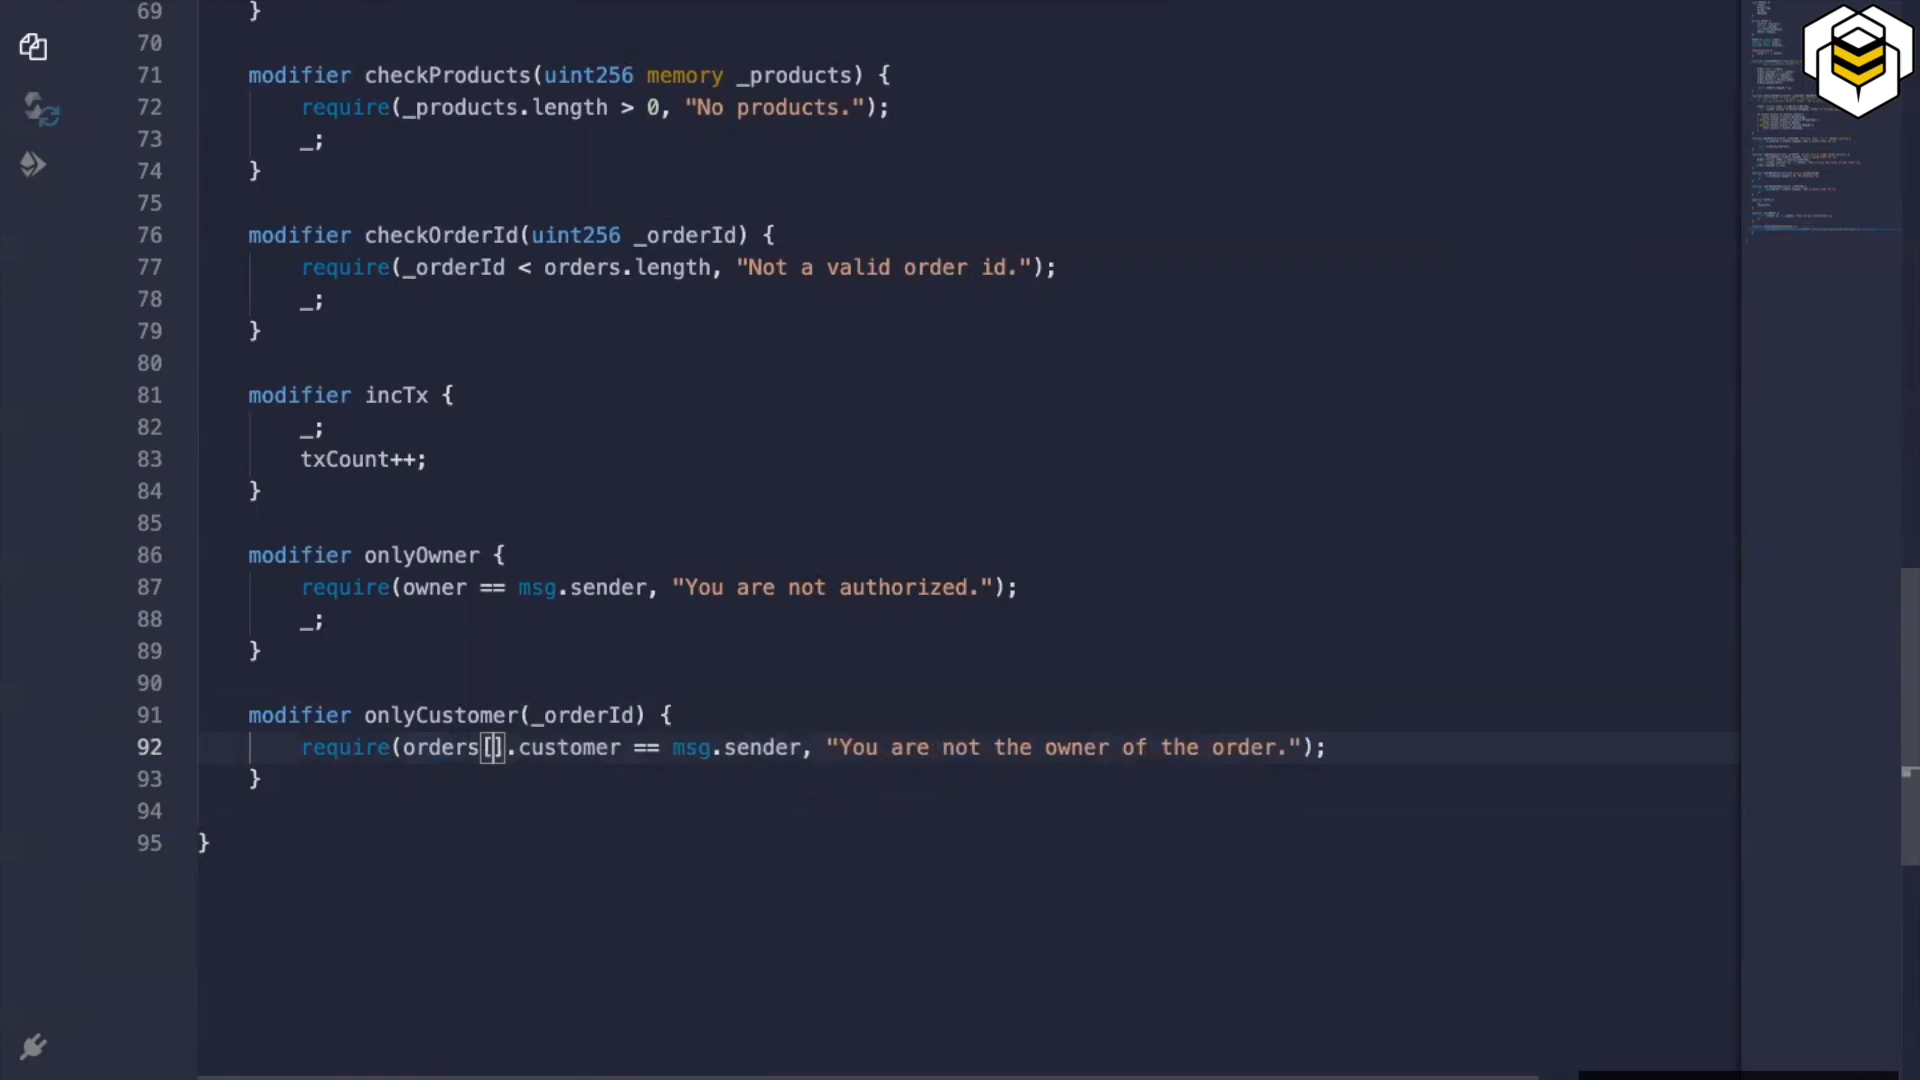 69 }
70
71 modifier checkProducts(uint256 memory _products) {
72 require(_products.length > 0, "No products.");
73 _;
74 }
75
76 modifier checkOrderId(uint256 _orderId) {
77 require(_orderId < orders.length, "Not a valid order id.");
78 _;
79 }
80
81 modifier incTx {
82 _;
83 txCount++;
84 }
85
86 modifier onlyOwner {
87 require(owner == msg.sender, "You are not authorized.");
88 _;
89 }
90
91 modifier onlyCustomer(_orderId) {
92 require(orders[].customer == msg.sender, "You are not the owner of the order.");
93 }
94
95 }